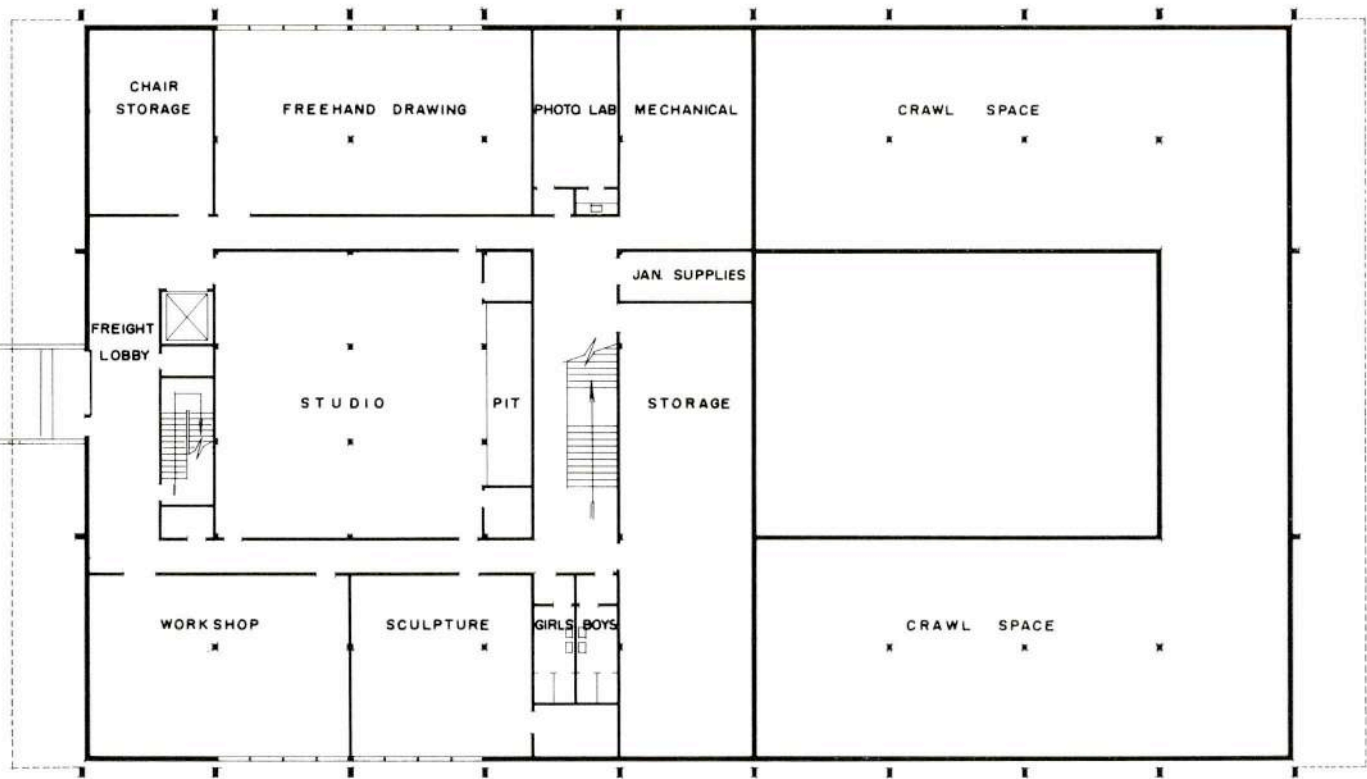 CHAIR
STORAGE
FREEHAND DRAWING
PHOTO LAB
MECHANICAL
CRAWL SPACE
JAN. SUPPLIES
FREIGHT
LOBBY
STUDIO
PIT
STORAGE
WORKSHOP
SCULPTURE
GIRLS
BOYS
CRAWL SPACE